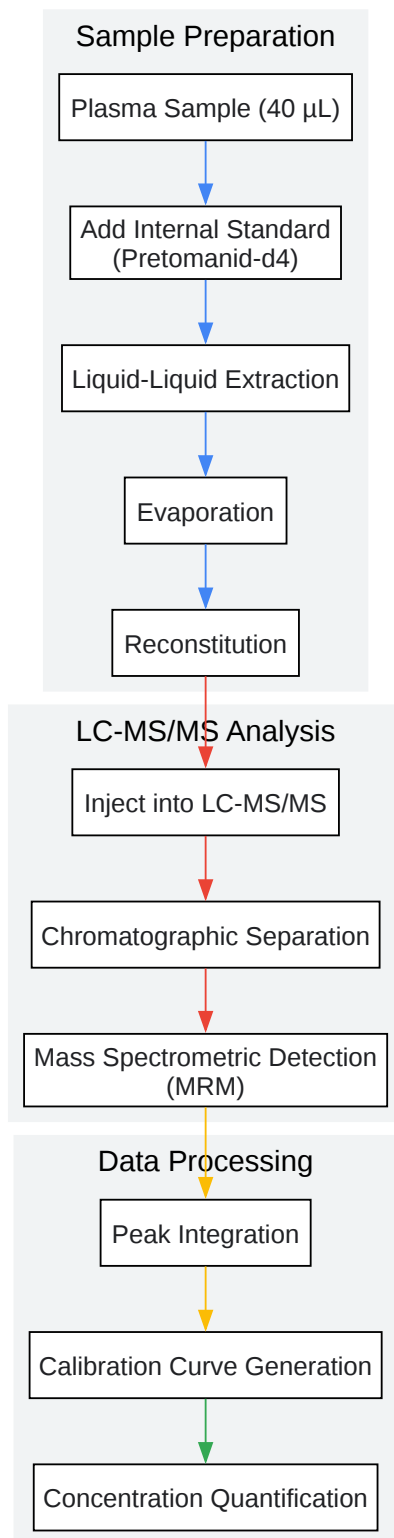 Sample Preparation
Plasma Sample (40 µL)
Add Internal Standard
(Pretomanid-d4)
Liquid-Liquid Extraction
Evaporation
Reconstitution
LC-MS/MS Analysis
Inject into LC-MS/MS
Chromatographic Separation
Mass Spectrometric Detection
(MRM)
Data Processing
Peak Integration
Calibration Curve Generation
Concentration Quantification